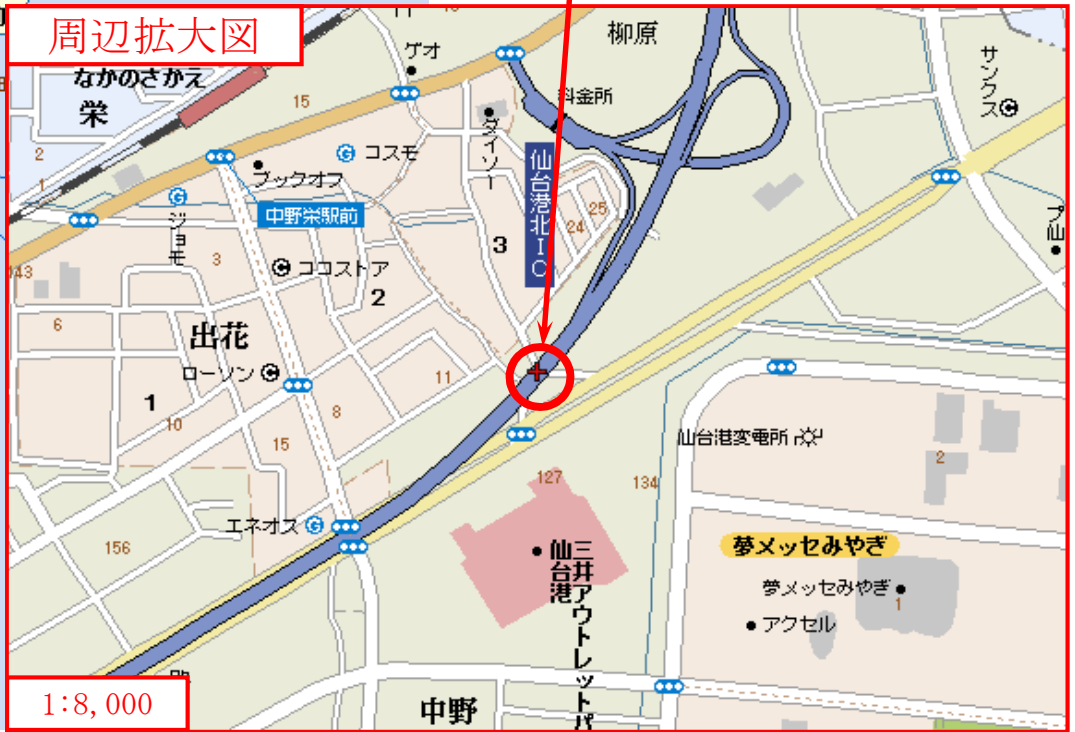 周辺拡大図
なかのさかえ
栄
2
1
15
ゲオ
柳原
料金所
サンクス
ダイソー
コスモ
ブックオフ
ジョモ
中野栄駅前
仙台港北IC
25
24
3
3
ココストア
2
143
6
出花
ローソン
11
1
10
8
15
仙台港変電所
2
127
134
エネオス
156
夢メッセみやぎ
夢メッセみやぎ
1
アクセル
三井アウトレットパ
仙台港
中野
1:8,000